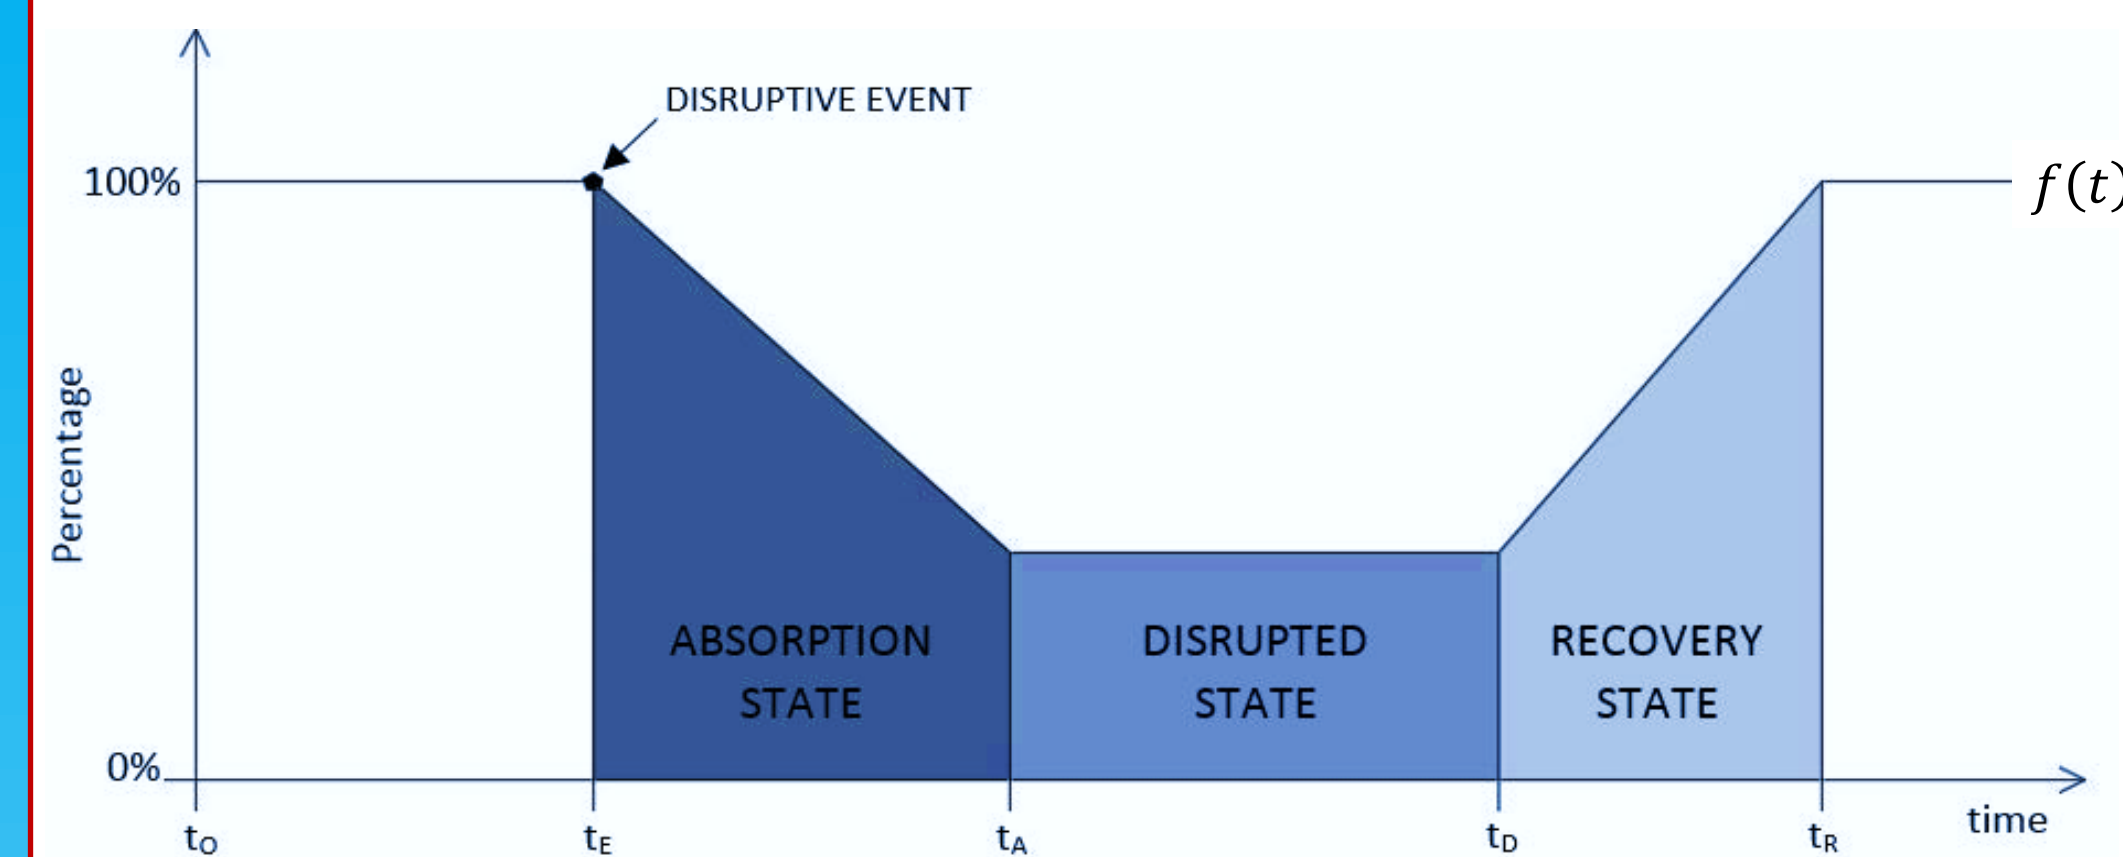 DISRUPTIVE EVENT
100%
f(t)
Percentage
ABSORPTION
STATE
DISRUPTED
STATE
RECOVERY
STATE
0%
time
tO
tE
tA
tD
tR